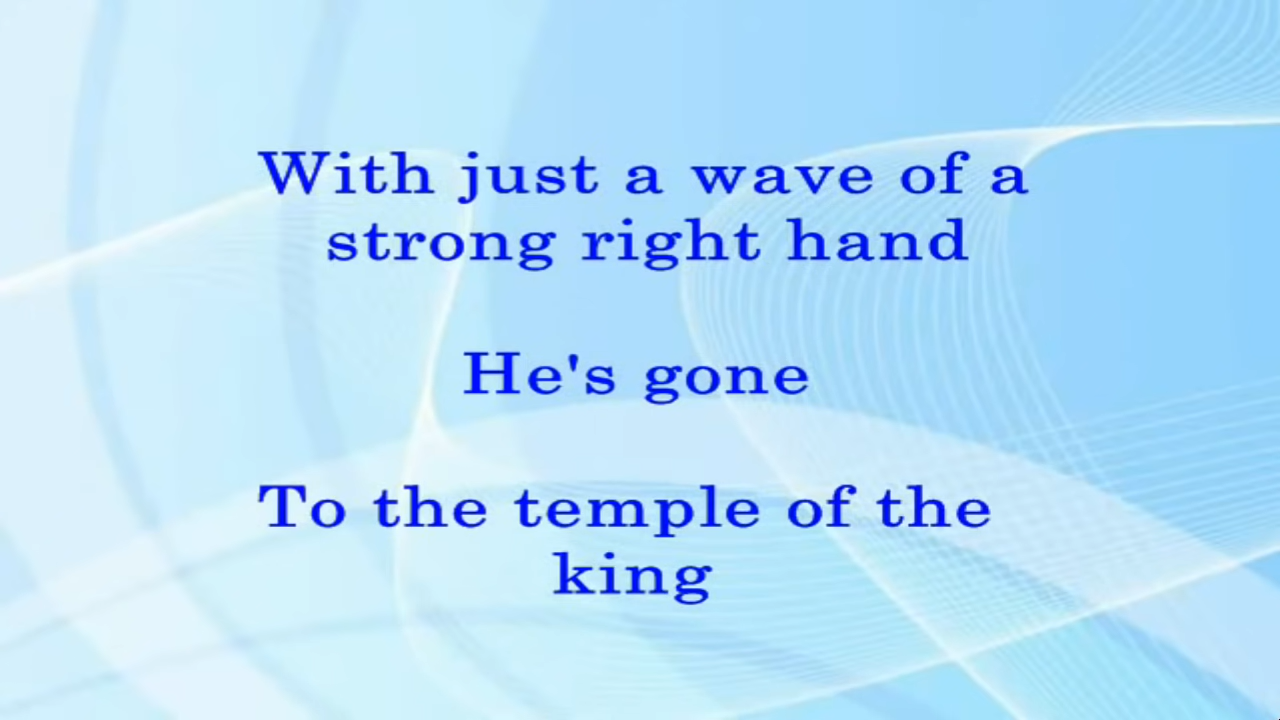 With just a wave of a
strong right hand
He's gone
To the temple of the
king